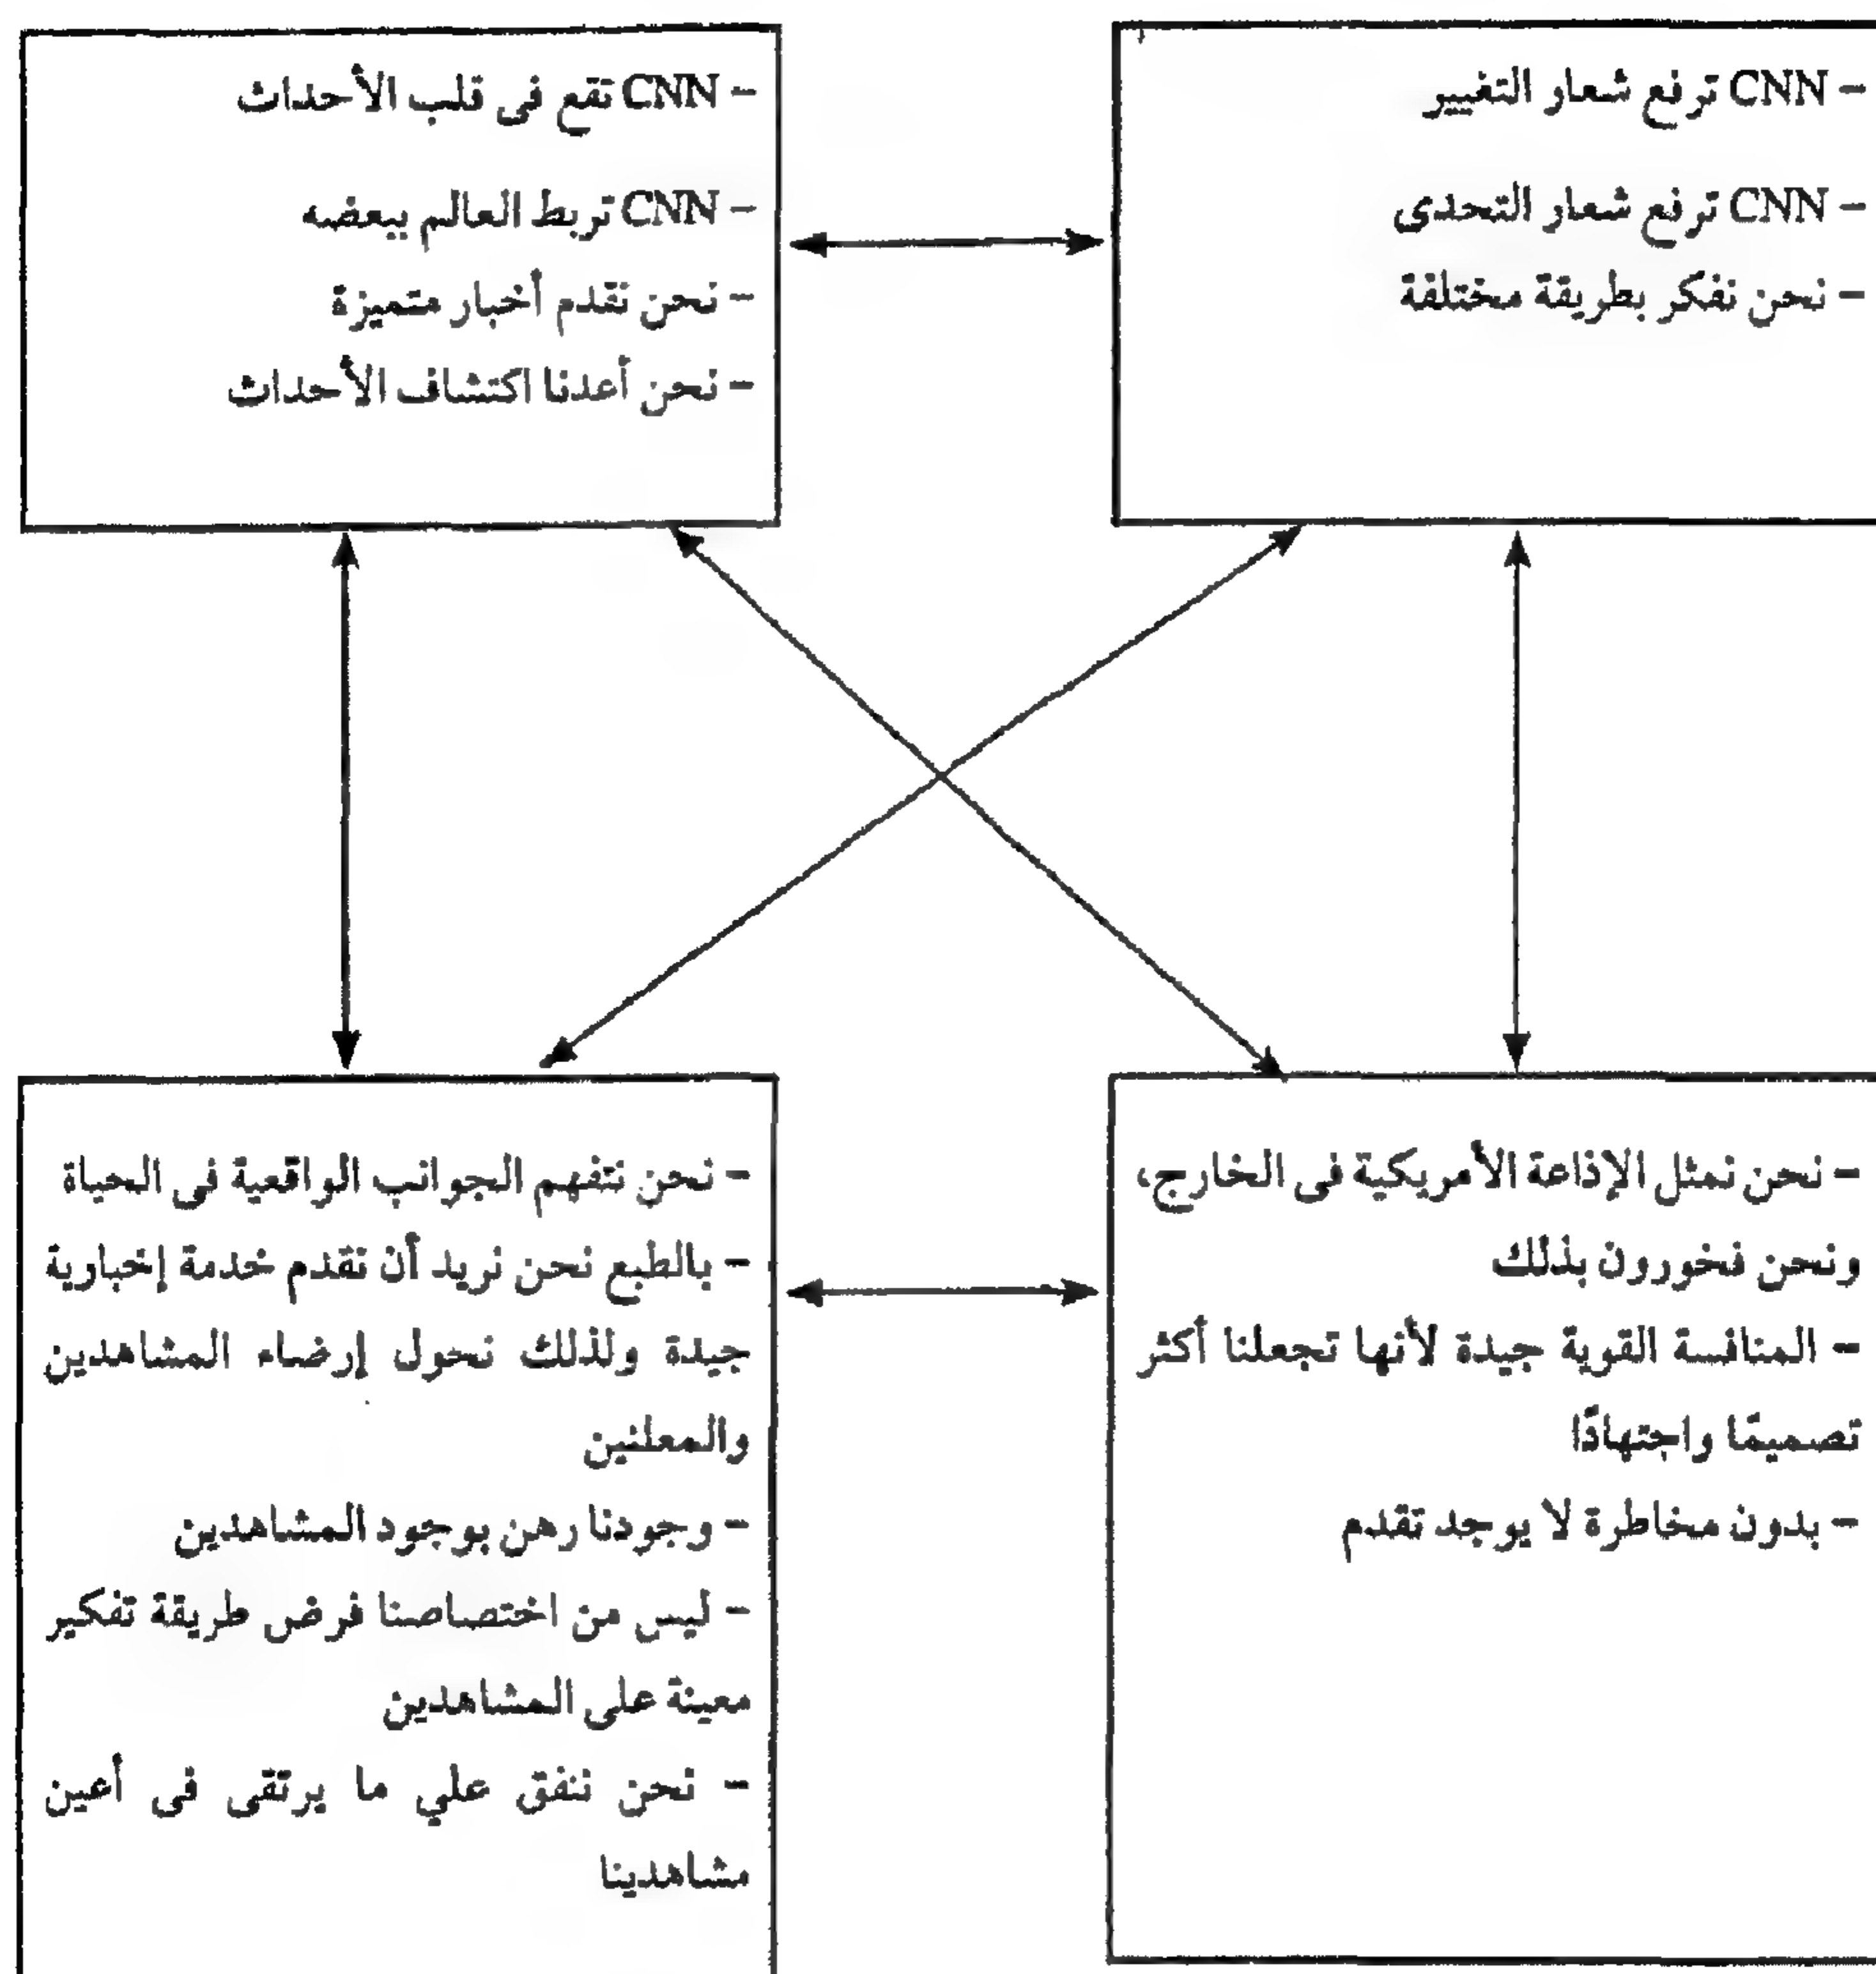 - CNN ترفع شعار التغيير
- CNN ترفع شعار التحدى
- نحن نفكر بطريقة مختلفة
- CNN تقع فى قلب الأحداث
- CNN تربط العالم ببعضه
- نحن نقدم أخبار متميزة
- نحن أعدنا اكتشاف الأحداث
- نحن نمثل الإذاعة الأمريكية فى الخارج،
ونحن فخورون بذلك
- المنافسة القوية جيدة لأنها تجعلنا أكثر
تصميمًا واجتهادًا
- بدون مخاطرة لا يوجد تقدم
- نحن نتفهم الجوانب الواقعية فى الحياة
- بالطبع نحن نريد أن نقدم خدمة إخبارية
جيدة ولذلك نحول إرضاء المشاهدين
والمعلنين
- وجودنا رهن بوجود المشاهدين
- ليس من اختصاصنا فرض طريقة تفكير
معينة على المشاهدين
- نحن ننفق علي ما يرتقى فى أعين
مشاهدينا